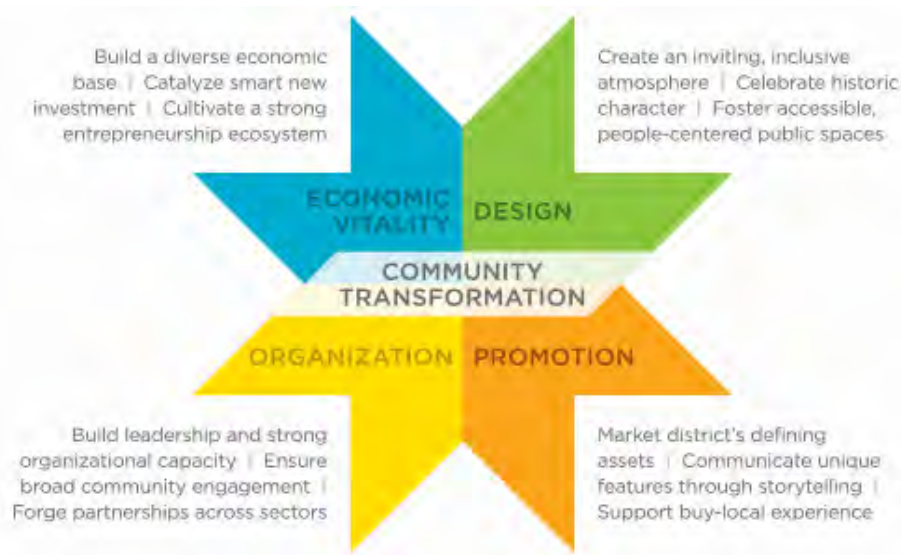 Build a diverse economic
base | Catalyze smart new
investment | Cultivate a strong
entrepreneurship ecosystem
Create an inviting, inclusive
atmosphere | Celebrate historic
character | Foster accessible,
people-centered public spaces
ECONOMIC
VITALITY
DESIGN
COMMUNITY
TRANSFORMATION
ORGANIZATION
PROMOTION
Build leadership and strong
organizational capacity | Ensure
broad community engagement |
Forge partnerships across sectors
Market district's defining
assets | Communicate unique
features through storytelling |
Support buy-local experience